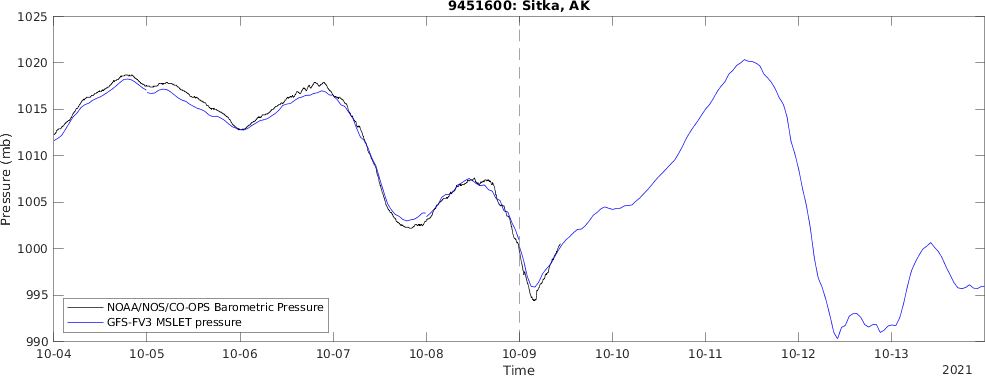 9451600: Sitka, AK
Pressure (mb)
1025
1020
1015
1010
1005
1000
995
990
NOAA/NOS/CO-OPS Barometric Pressure
GFS-FV3 MSLET pressure
10-04 10-05 10-06 10-07 10-08 10-09 10-10 10-11 10-12 10-13
Time
2021